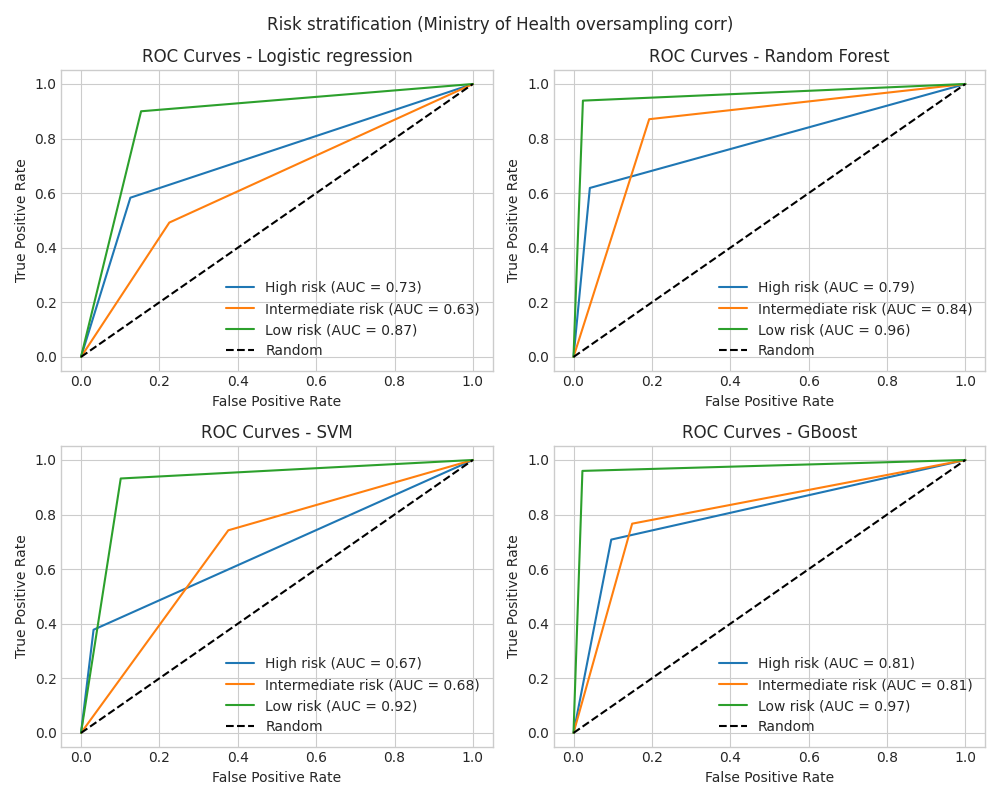 Risk stratification (Ministry of Health oversampling corr)
ROC Curves - Logistic regression
True Positive Rate
1.0
0.8
0.6
0.4
0.2
0.0
High risk (AUC = 0.73)
Intermediate risk (AUC = 0.63)
Low risk (AUC = 0.87)
Random
0.0 0.2 0.4 0.6 0.8 1.0
False Positive Rate
ROC Curves - Random Forest
True Positive Rate
1.0
0.8
0.6
0.4
0.2
0.0
High risk (AUC = 0.79)
Intermediate risk (AUC = 0.84)
Low risk (AUC = 0.96)
Random
0.0 0.2 0.4 0.6 0.8 1.0
False Positive Rate
ROC Curves - SVM
True Positive Rate
1.0
0.8
0.6
0.4
0.2
0.0
High risk (AUC = 0.67)
Intermediate risk (AUC = 0.68)
Low risk (AUC = 0.92)
Random
0.0 0.2 0.4 0.6 0.8 1.0
False Positive Rate
ROC Curves - GBoost
True Positive Rate
1.0
0.8
0.6
0.4
0.2
0.0
High risk (AUC = 0.81)
Intermediate risk (AUC = 0.81)
Low risk (AUC = 0.97)
Random
0.0 0.2 0.4 0.6 0.8 1.0
False Positive Rate